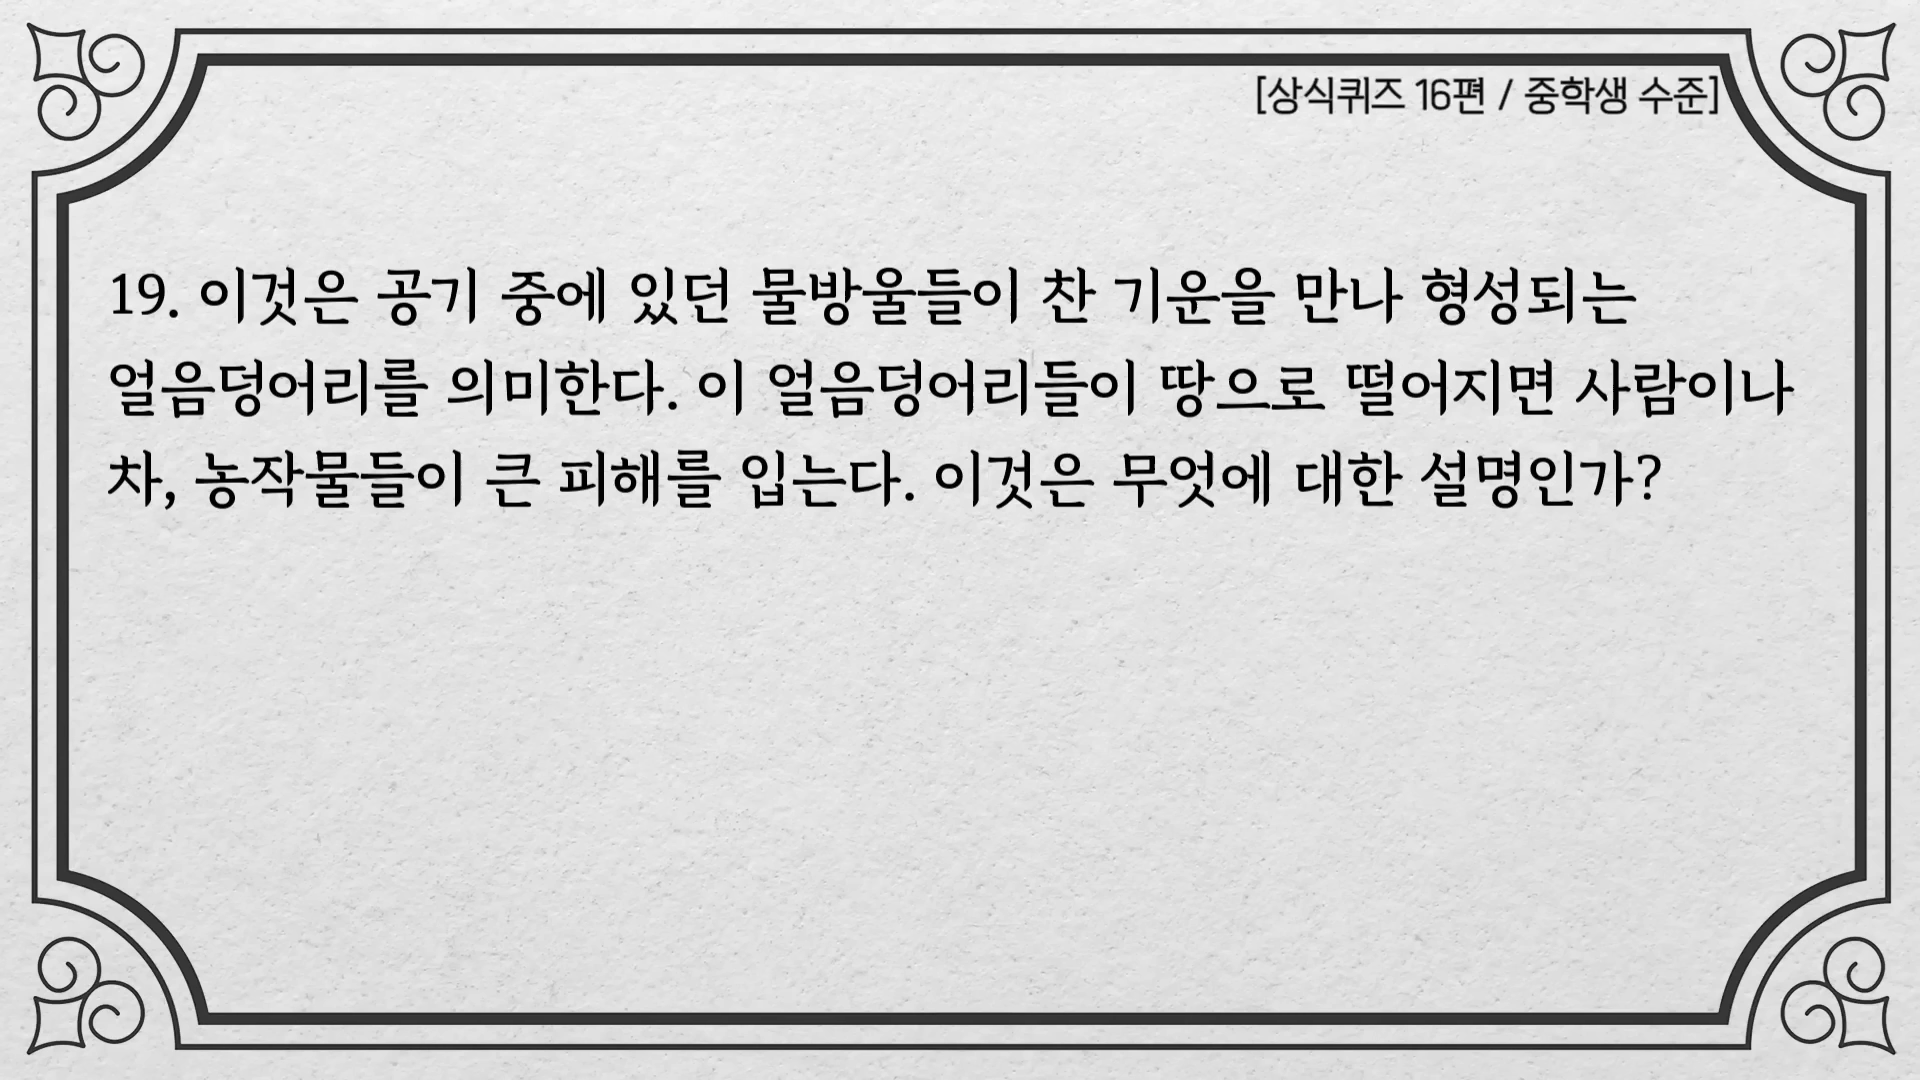 [상식퀴즈 16편 / 중학생 수준]
19. 이것은 공기 중에 있던 물방울들이 찬 기운을 만나 형성되는
얼음덩어리를 의미한다. 이 얼음덩어리들이 땅으로 떨어지면 사람이나
차, 농작물들이 큰 피해를 입는다. 이것은 무엇에 대한 설명인가?